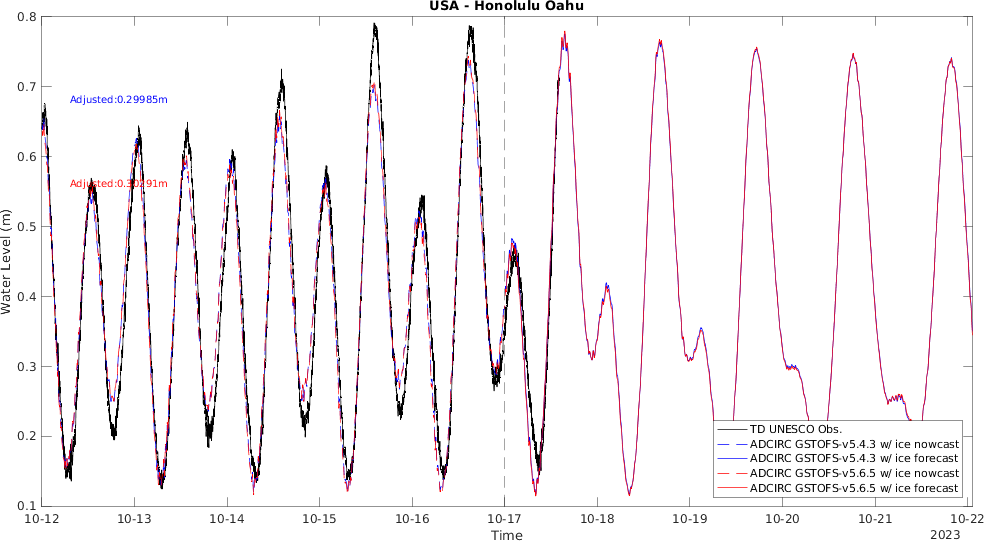 USA - Honolulu Oahu
0.8
0.7
0.6
0.5
0.4
0.3
0.2
0.1
Water Level (m)
Adjusted:0.29985m
Adjusted:0.30291m
TD UNESCO Obs.
ADCIRC GSTOFS-v5.4.3 w/ ice nowcast
ADCIRC GSTOFS-v5.4.3 w/ ice forecast
ADCIRC GSTOFS-v5.6.5 w/ ice nowcast
ADCIRC GSTOFS-v5.6.5 w/ ice forecast
10-12 10-13 10-14 10-15 10-16 10-17 10-18 10-19 10-20 10-21 10-22
Time
2023